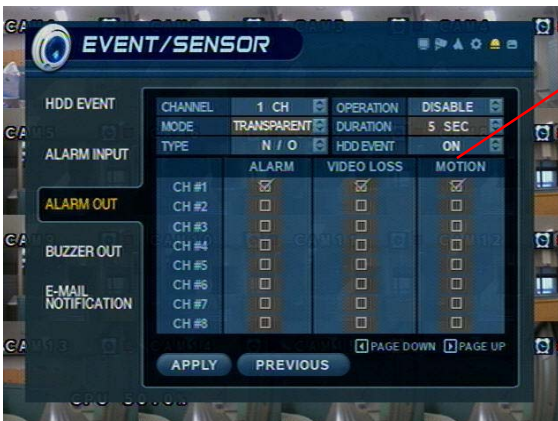 EVENT/SENSOR
HDD EVENT
ALARM INPUT
ALARM OUT
BUZZER OUT
E-MAIL
NOTIFICATION
CHANNEL 1 CH OPERATION DISABLE
MODE TRANSPARENT DURATION 5 SEC
TYPE N / O HDD EVENT ON
ALARM VIDEO LOSS MOTION
CH #1
CH #2
CH #3
CH #4
CH #5
CH #6
CH #7
CH #8
PAGE DOWN PAGE UP
APPLY PREVIOUS